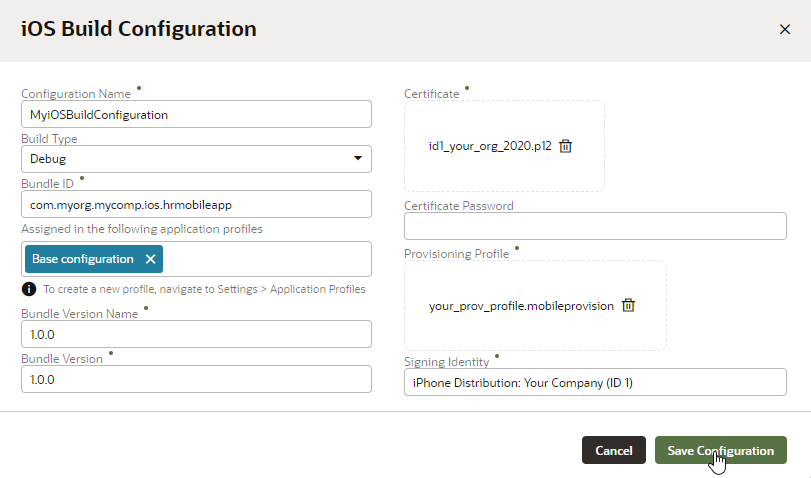 iOS Build Configuration
Configuration Name
MyiOSBuildConfiguration
Build Type
Debug
Bundle ID
com.myorg.mycomp.ios.hrmobileapp
Assigned in the following application profiles
Base configuration
To create a new profile, navigate to Settings > Application Profiles
Bundle Version Name
1.0.0
Bundle Version
1.0.0
Certificate
id1_your_org_2020.p12
Certificate Password
Provisioning Profile
your_prov_profile.mobileprovision
Signing Identity
iPhone Distribution: Your Company (ID 1)
Cancel
Save Configuration